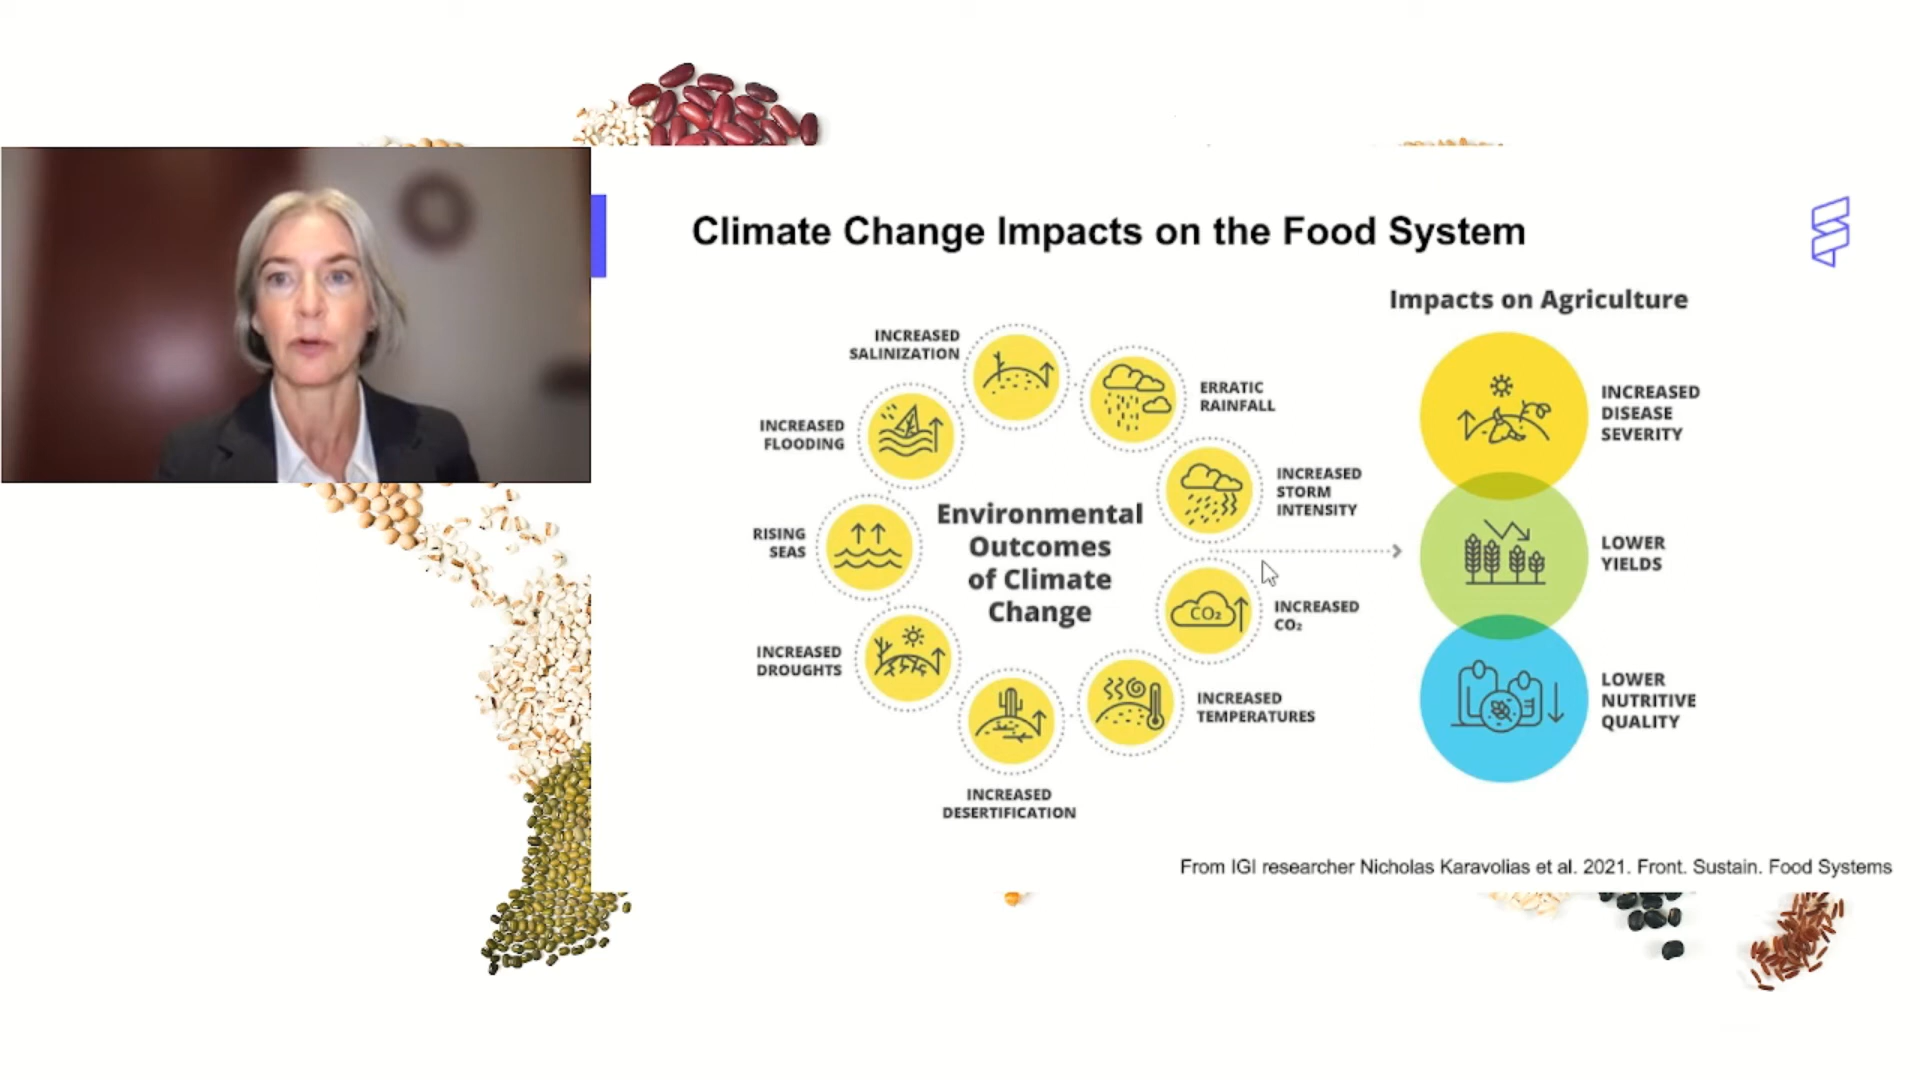 Climate Change Impacts on the Food System
Impacts on Agriculture
INCREASED
SALINIZATION
ERRATIC
RAINFALL
INCREASED
FLOODING
INCREASED
STORM
INTENSITY
RISING
SEAS
Environmental
Outcomes
of Climate
Change
CO₂
INCREASED
CO₂
INCREASED
DROUGHTS
INCREASED
TEMPERATURES
INCREASED
DESERTIFICATION
INCREASED
DISEASE
SEVERITY
LOWER
YIELDS
LOWER
NUTRITIVE
QUALITY
From IGI researcher Nicholas Karavolias et al. 2021. Front. Sustain. Food Systems